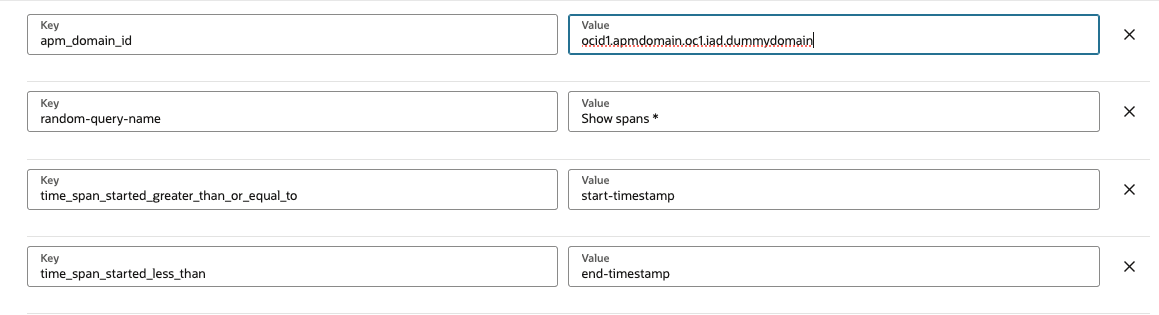 Key
apm_domain_id
Value
ocid1.apmdomain.oc1.iad.dummydomain
Key
random-query-name
Value
Show spans *
Key
time_span_started_greater_than_or_equal_to
Value
start-timestamp
Key
time_span_started_less_than
Value
end-timestamp